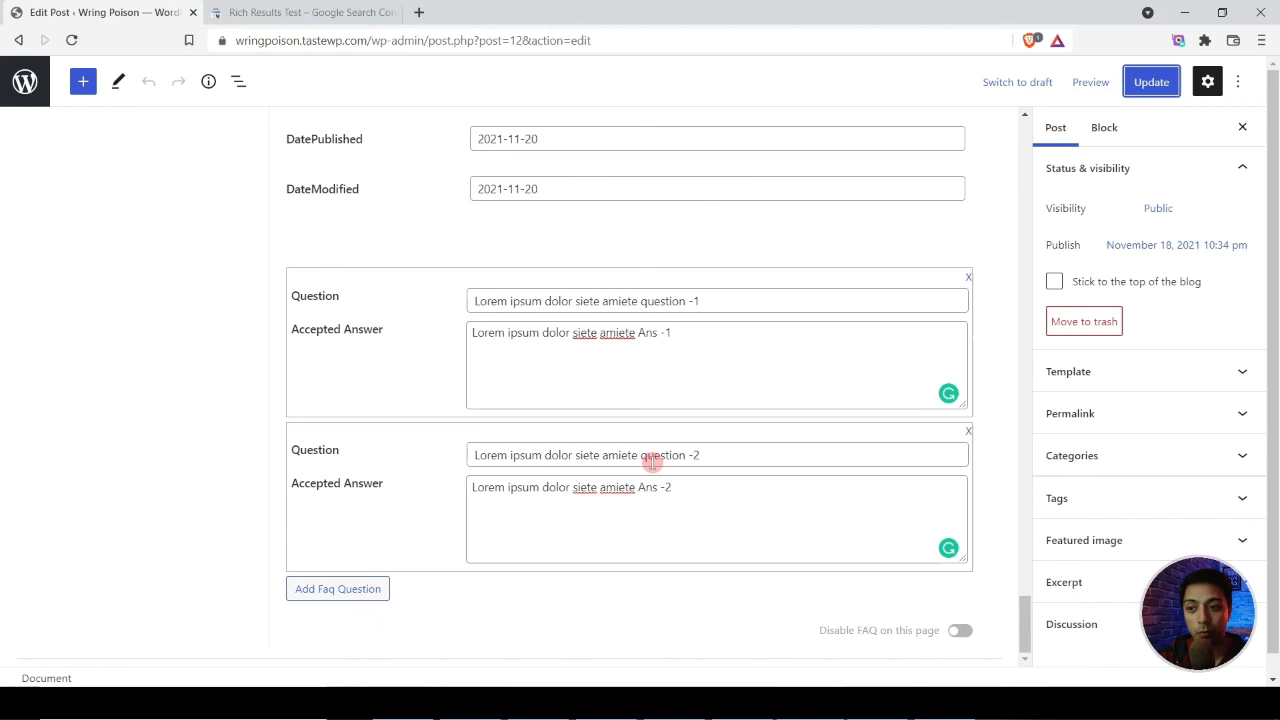 Edit Post ‹ Wring Poison — Word
Rich Results Test – Google Search Con
wringpoison.tastewp.com/wp-admin/post.php?post=12&action=edit
1
Switch to draft
Preview
Update
DatePublished
2021-11-20
DateModified
2021-11-20
X
Question
Lorem ipsum dolor siete amiete question -1
Accepted Answer
Lorem ipsum dolor siete amiete Ans -1
X
Question
Lorem ipsum dolor siete amiete question -2
Accepted Answer
Lorem ipsum dolor siete amiete Ans -2
Add Faq Question
Disable FAQ on this page
Document
Post
Block
Status & visibility
Visibility
Public
Publish
November 18, 2021 10:34 pm
Stick to the top of the blog
Move to trash
Template
Permalink
Categories
Tags
Featured image
Excerpt
Discussion